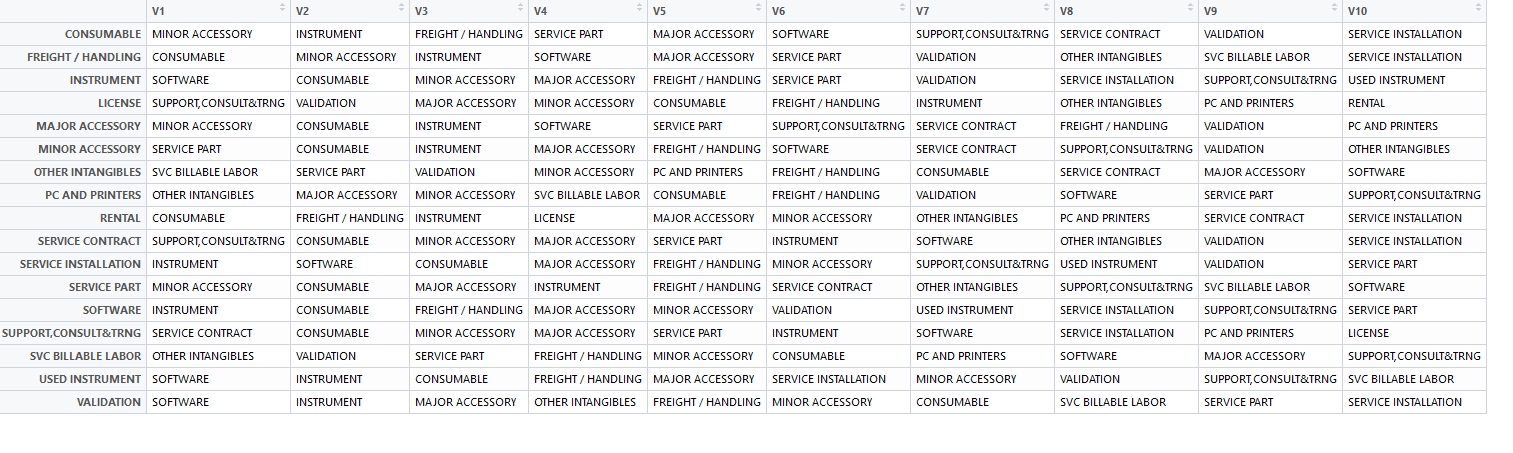 V1 V2 V3 V4 V5 V6 V7 V8 V9 V10
CONSUMABLE MINOR ACCESSORY INSTRUMENT FREIGHT / HANDLING SERVICE PART MAJOR ACCESSORY SOFTWARE SUPPORT,CONSULT&TRNG SERVICE CONTRACT VALIDATION SERVICE INSTALLATION
FREIGHT / HANDLING CONSUMABLE MINOR ACCESSORY INSTRUMENT SOFTWARE MAJOR ACCESSORY SERVICE PART VALIDATION OTHER INTANGIBLES SVC BILLABLE LABOR SERVICE INSTALLATION
INSTRUMENT SOFTWARE CONSUMABLE MINOR ACCESSORY MAJOR ACCESSORY FREIGHT / HANDLING SERVICE PART VALIDATION SERVICE INSTALLATION SUPPORT,CONSULT&TRNG USED INSTRUMENT
LICENSE SUPPORT,CONSULT&TRNG VALIDATION MAJOR ACCESSORY MINOR ACCESSORY CONSUMABLE FREIGHT / HANDLING INSTRUMENT OTHER INTANGIBLES PC AND PRINTERS RENTAL
MAJOR ACCESSORY MINOR ACCESSORY CONSUMABLE INSTRUMENT SOFTWARE SERVICE PART SUPPORT,CONSULT&TRNG SERVICE CONTRACT FREIGHT / HANDLING VALIDATION PC AND PRINTERS
MINOR ACCESSORY SERVICE PART CONSUMABLE INSTRUMENT MAJOR ACCESSORY FREIGHT / HANDLING SOFTWARE SERVICE CONTRACT SUPPORT,CONSULT&TRNG VALIDATION OTHER INTANGIBLES
OTHER INTANGIBLES SVC BILLABLE LABOR SERVICE PART VALIDATION MINOR ACCESSORY PC AND PRINTERS FREIGHT / HANDLING CONSUMABLE SERVICE CONTRACT MAJOR ACCESSORY SOFTWARE
PC AND PRINTERS OTHER INTANGIBLES MAJOR ACCESSORY MINOR ACCESSORY SVC BILLABLE LABOR CONSUMABLE FREIGHT / HANDLING VALIDATION SOFTWARE SERVICE PART SUPPORT,CONSULT&TRNG
RENTAL CONSUMABLE FREIGHT / HANDLING INSTRUMENT LICENSE MAJOR ACCESSORY MINOR ACCESSORY OTHER INTANGIBLES PC AND PRINTERS SERVICE CONTRACT SERVICE INSTALLATION
SERVICE CONTRACT SUPPORT,CONSULT&TRNG CONSUMABLE MINOR ACCESSORY MAJOR ACCESSORY SERVICE PART INSTRUMENT SOFTWARE OTHER INTANGIBLES VALIDATION SERVICE INSTALLATION
SERVICE INSTALLATION INSTRUMENT SOFTWARE CONSUMABLE MAJOR ACCESSORY FREIGHT / HANDLING MINOR ACCESSORY SUPPORT,CONSULT&TRNG USED INSTRUMENT VALIDATION SERVICE PART
SERVICE PART MINOR ACCESSORY CONSUMABLE MAJOR ACCESSORY INSTRUMENT FREIGHT / HANDLING SERVICE CONTRACT OTHER INTANGIBLES SUPPORT,CONSULT&TRNG SVC BILLABLE LABOR SOFTWARE
SOFTWARE INSTRUMENT CONSUMABLE FREIGHT / HANDLING MAJOR ACCESSORY MINOR ACCESSORY VALIDATION USED INSTRUMENT SERVICE INSTALLATION SUPPORT,CONSULT&TRNG SERVICE PART
SUPPORT,CONSULT&TRNG SERVICE CONTRACT CONSUMABLE MINOR ACCESSORY MAJOR ACCESSORY SERVICE PART INSTRUMENT SOFTWARE SERVICE INSTALLATION PC AND PRINTERS LICENSE
SVC BILLABLE LABOR OTHER INTANGIBLES VALIDATION SERVICE PART FREIGHT / HANDLING MINOR ACCESSORY CONSUMABLE PC AND PRINTERS SOFTWARE MAJOR ACCESSORY SUPPORT,CONSULT&TRNG
USED INSTRUMENT SOFTWARE INSTRUMENT CONSUMABLE FREIGHT / HANDLING MAJOR ACCESSORY SERVICE INSTALLATION MINOR ACCESSORY VALIDATION SUPPORT,CONSULT&TRNG SVC BILLABLE LABOR
VALIDATION SOFTWARE INSTRUMENT MAJOR ACCESSORY OTHER INTANGIBLES FREIGHT / HANDLING MINOR ACCESSORY CONSUMABLE SVC BILLABLE LABOR SERVICE PART SERVICE INSTALLATION